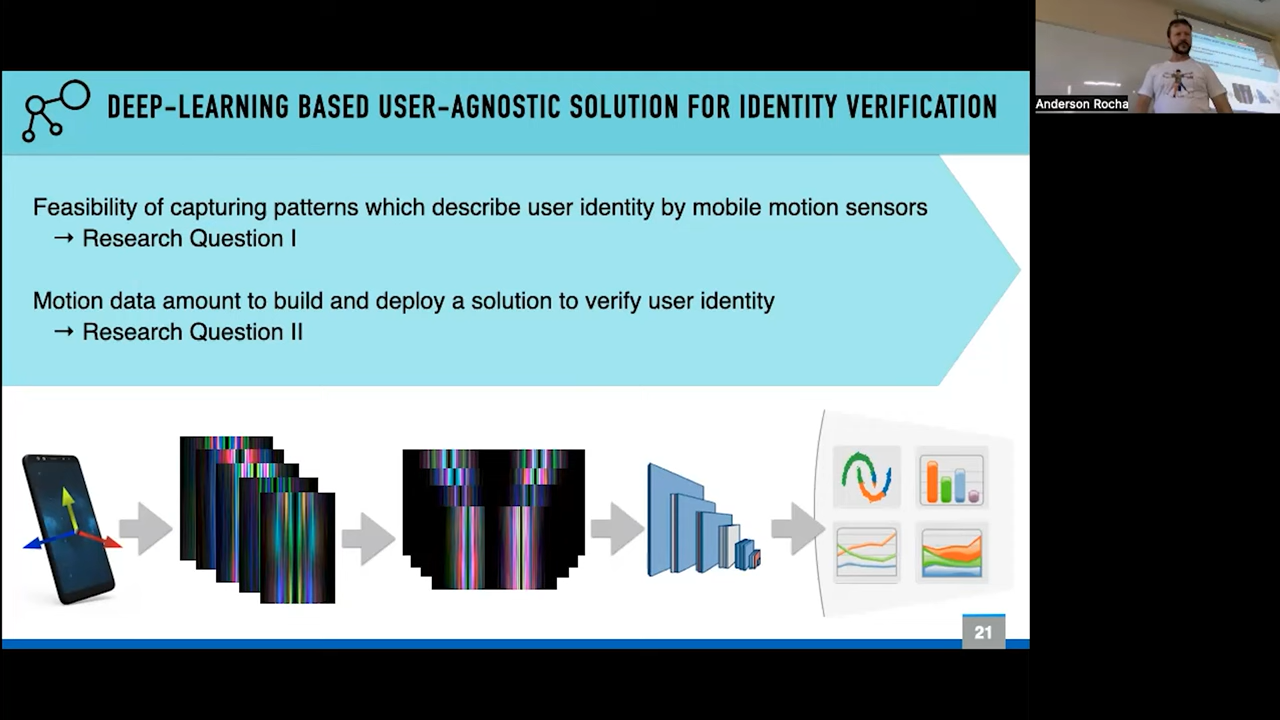 DEEP-LEARNING BASED USER-AGNOSTIC SOLUTION FOR IDENTITY VERIFICATION
Anderson Rocha
Feasibility of capturing patterns which describe user identity by mobile motion sensors
→ Research Question I
Motion data amount to build and deploy a solution to verify user identity
→ Research Question II
21